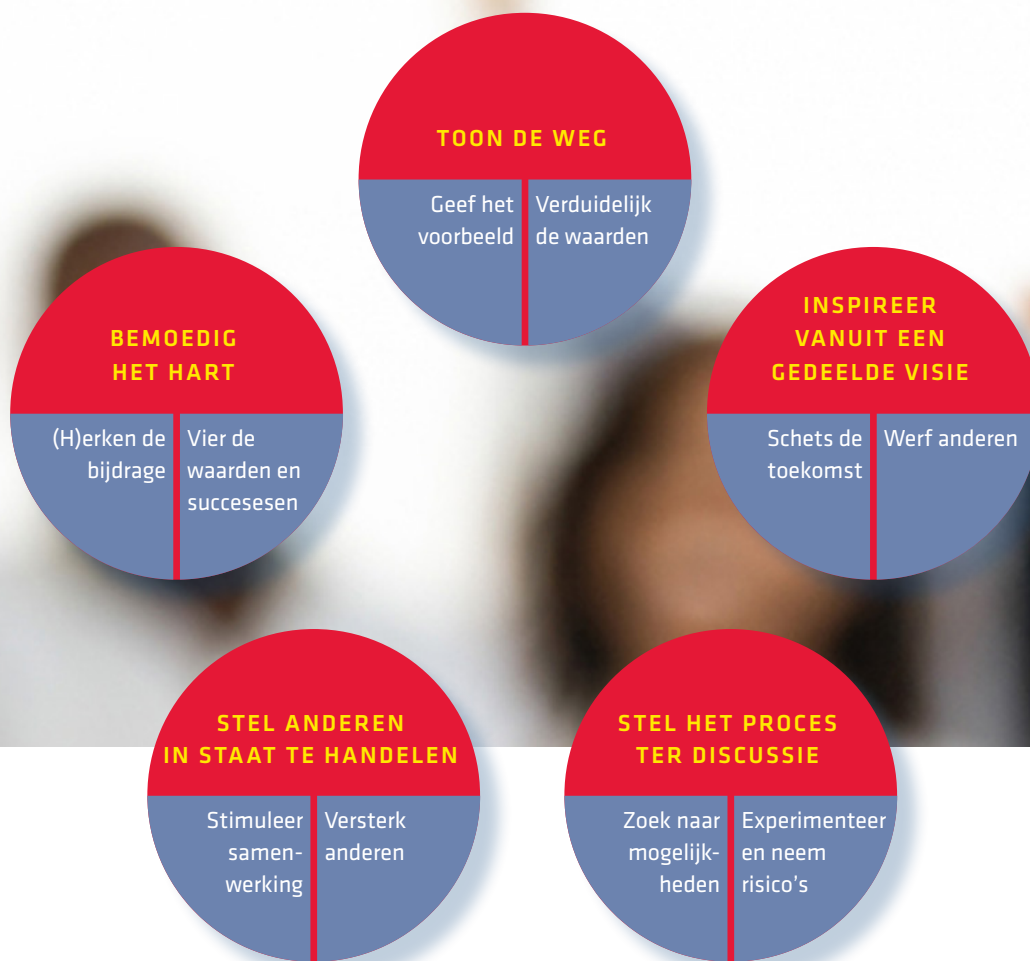 TOON DE WEG
Geef het
voorbeeld
Verduidelijk
de waarden
INSPIREER
VANUIT EEN
GEDEELDE VISIE
Schets de
toekomst
Werf anderen
STEL HET PROCES
TER DISCUSSIE
Zoek naar
mogelijk-
heden
Experimenteer
en neem
risico's
STEL ANDEREN
IN STAAT TE HANDELEN
Stimuleer
samen-
werking
Versterk
anderen
BEMOEDIG
HET HART
(H)erken de
bijdrage
Vier de
waarden en
succesesen